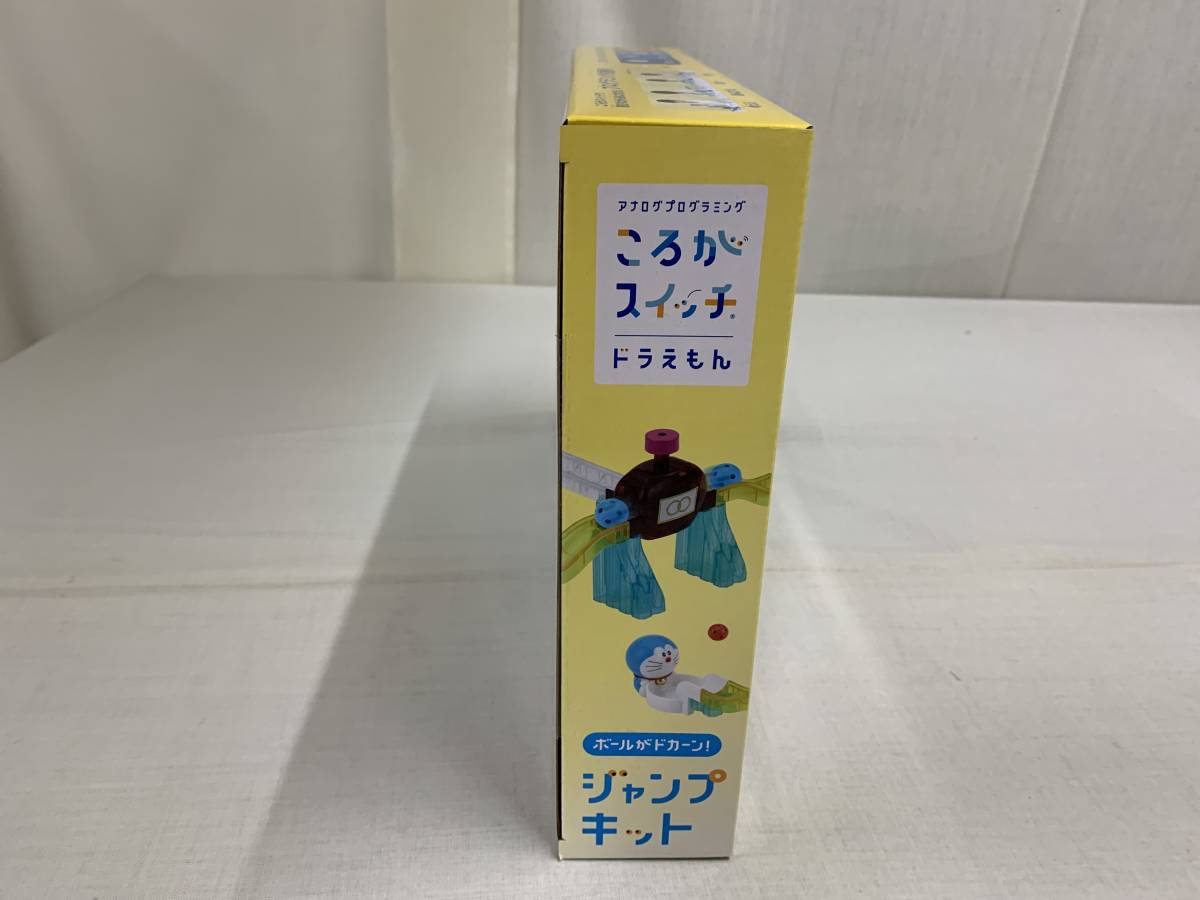 アナログプログラミング
ころが
スイッチ®
ドラえもん
ボールがドカーン!
ジャンプ
キット